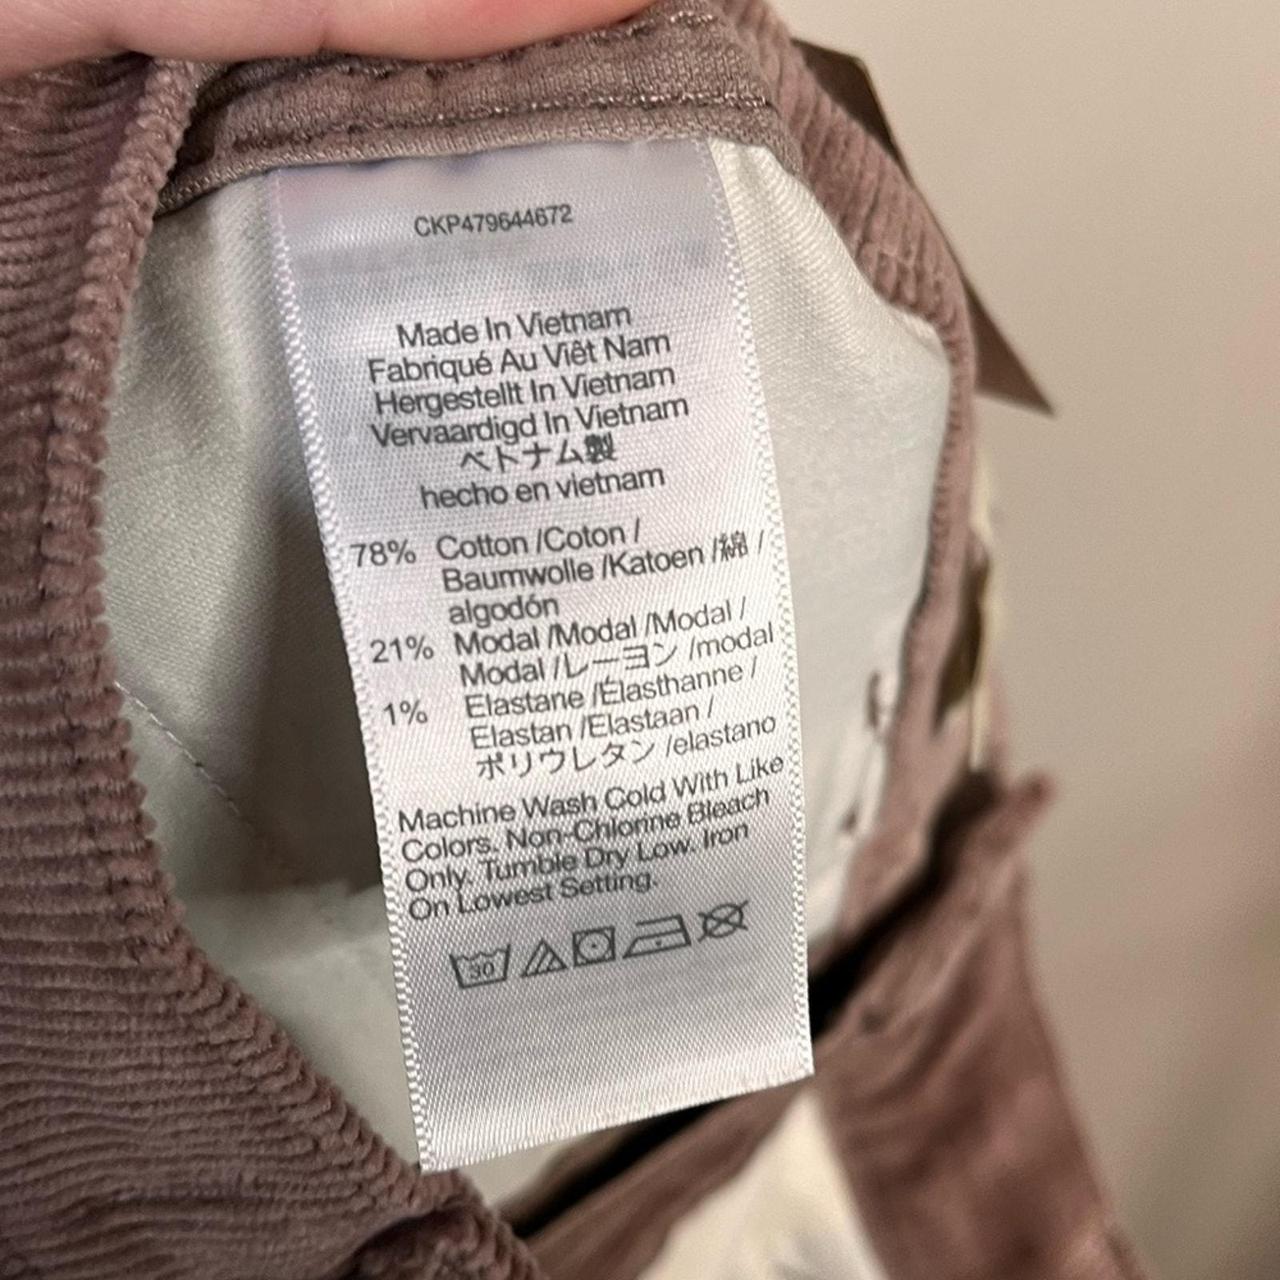 CKP479644672
Made In Vietnam
Fabriqué Au Viêt Nam
Hergestellt In Vietnam
Vervaardigd In Vietnam
ベトナム製
hecho en vietnam
78% Cotton /Coton /
Baumwolle /Katoen /綿 /
algodón
21% Modal /Modal /Modal /
Modal /レーヨン /modal
1% Elastane /Élasthanne /
Elastan /Elastaan /
ポリウレタン /elastano
Machine Wash Cold With Like
Colors. Non-Chlorine Bleach
Only. Tumble Dry Low. Iron
On Lowest Setting.
30